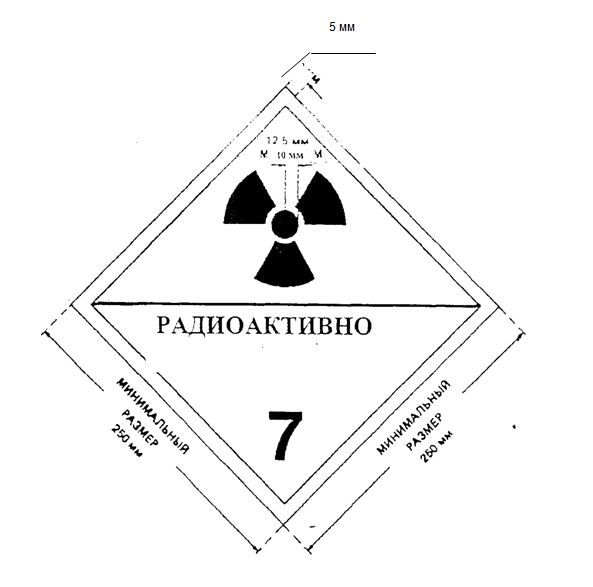 5 мм
м
12.5 мм
М 10 мм М
РАДИОАКТИВНО
7
МИНИМАЛЬНЫЙ
РАЗМЕР
250 мм
МИНИМАЛЬНЫЙ
РАЗМЕР
250 мм